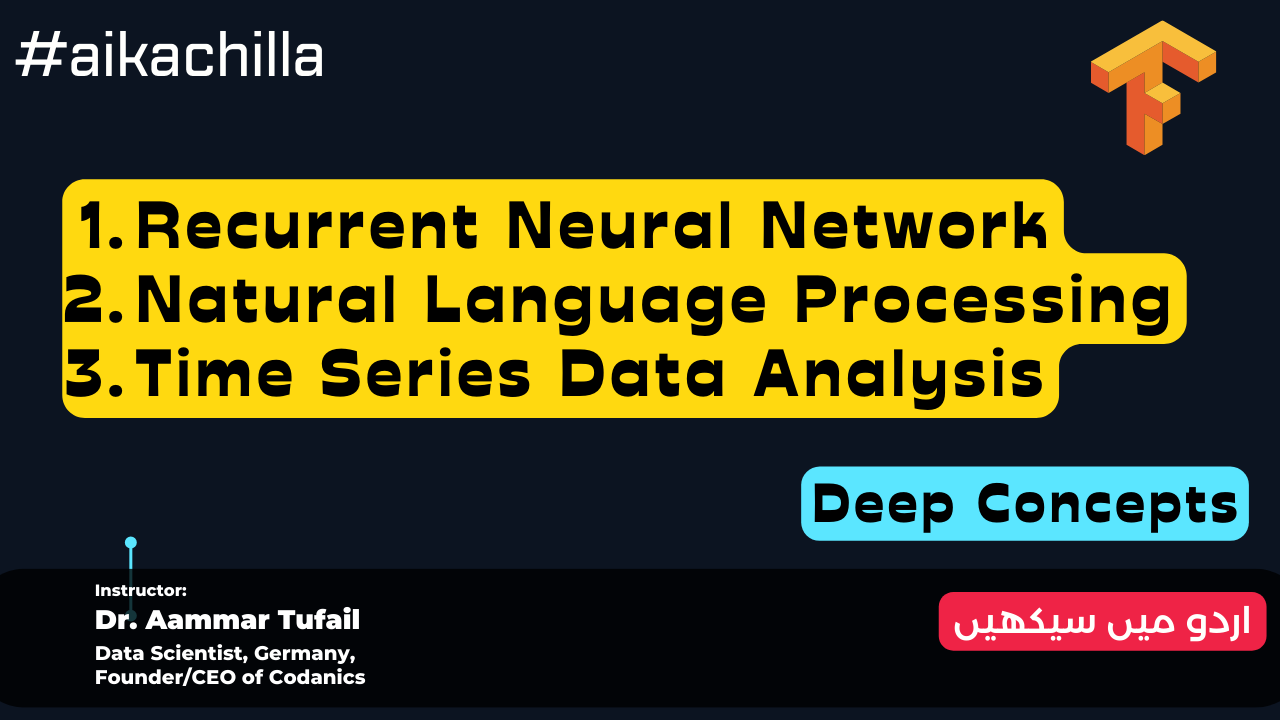 #aikachilla
1. Recurrent Neural Network
2. Natural Language Processing
3. Time Series Data Analysis
Deep Concepts
Instructor:
Dr. Aammar Tufail
Data Scientist, Germany,
Founder/CEO of Codanics
اردو میں سیکھیں